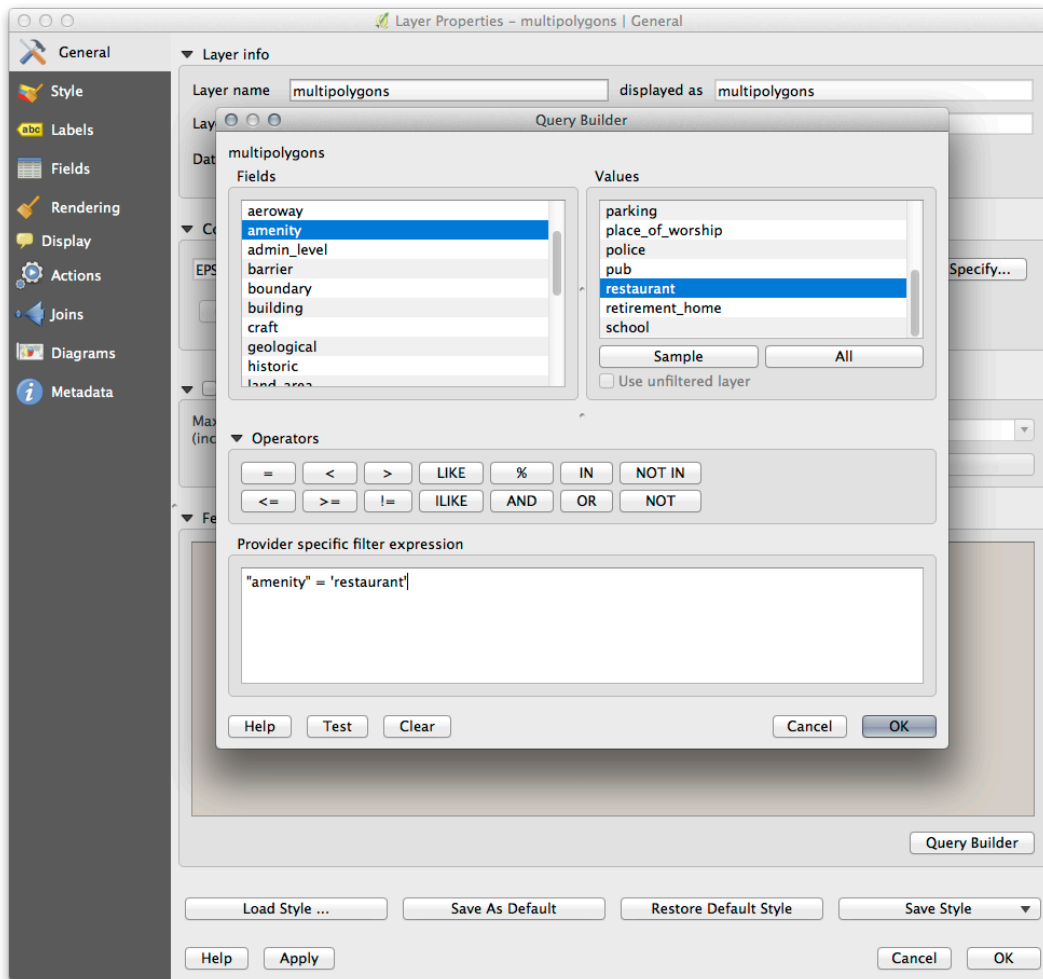 Layer Properties - multipolygons | General
General
Style
Labels
Fields
Rendering
Display
Actions
Joins
Diagrams
Metadata
Layer info
Layer name multipolygons displayed as multipolygons
Query Builder
multipolygons
Fields
aeroway
amenity
admin_level
barrier
boundary
building
craft
geological
historic
land_area
Values
parking
place_of_worship
police
pub
restaurant
retirement_home
school
Sample All
Use unfiltered layer
Specify...
Operators
= < > LIKE % IN NOT IN
<= >= != ILIKE AND OR NOT
Provider specific filter expression
"amenity" = 'restaurant'
Help Test Clear Cancel OK
Query Builder
Load Style ... Save As Default Restore Default Style Save Style
Help Apply Cancel OK